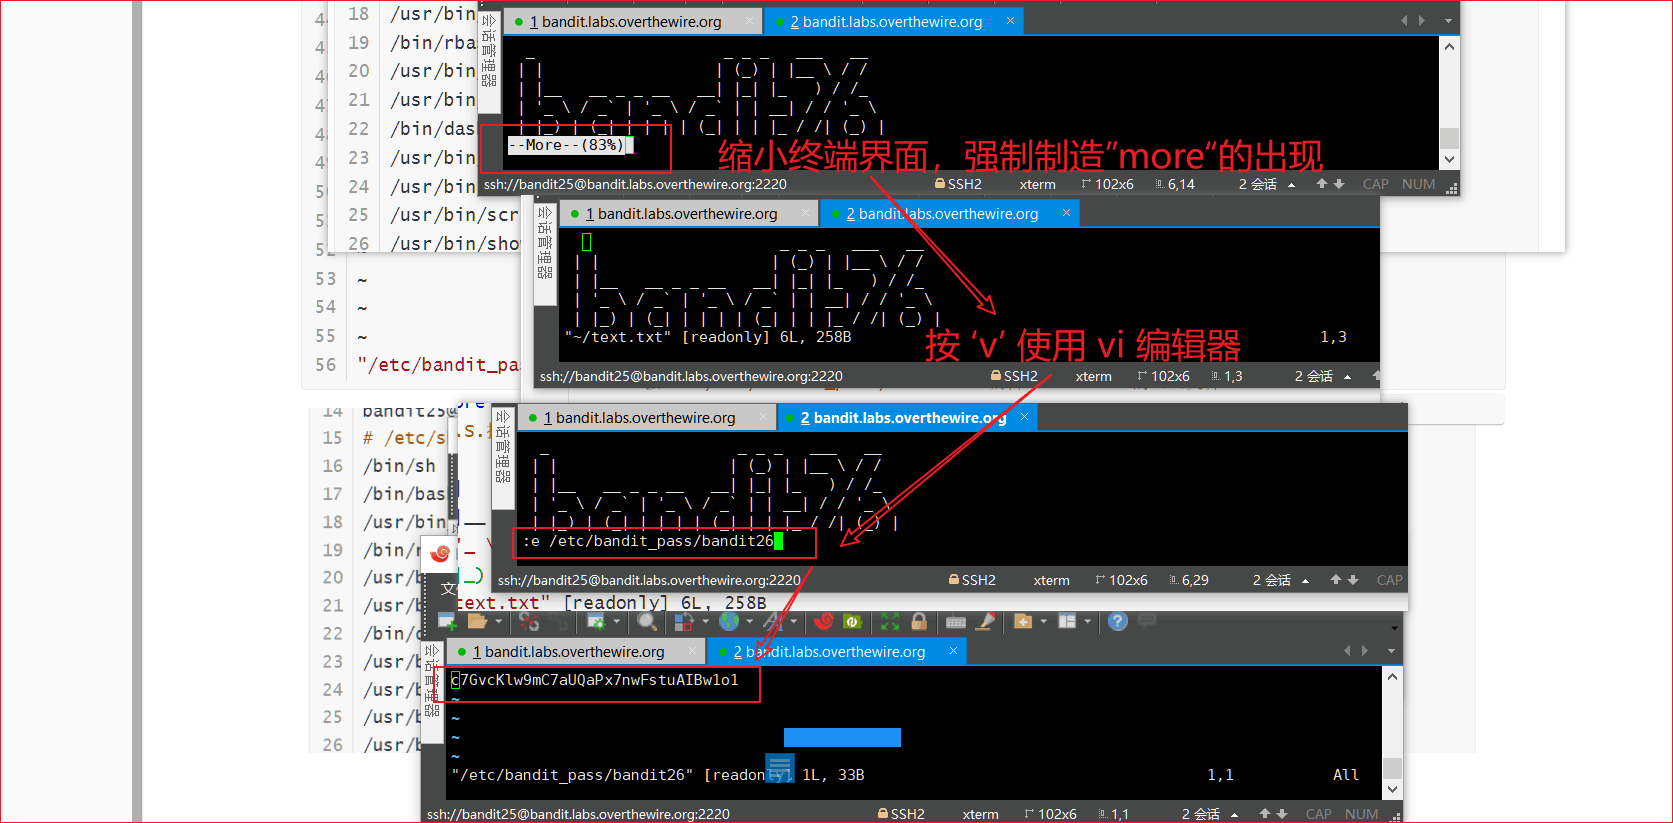 18 /usr/bin
19 /bin/rba
20 /usr/bin
21 /usr/bin
22 /bin/das
23 /usr/bin
24 /usr/bin
25 /usr/bin/scr
26 /usr/bin/sho
53 ~
54 ~
55 ~
56 "/etc/bandit_pa
会话管理器
1 bandit.labs.overthewire.org
2 bandit.labs.overthewire.org
--More--(83%)
缩小终端界面，强制制造”more“的出现
ssh://bandit25@bandit.labs.overthewire.org:2220
SSH2 xterm 102x6 6,14 2 会话 CAP NUM
会话管理器
1 bandit.labs.overthewire.org
2 bandit.labs.overthewire.org
"~/text.txt" [readonly] 6L, 258B 1,3
按 ‘v’ 使用 vi 编辑器
ssh://bandit25@bandit.labs.overthewire.org:2220
SSH2 xterm 102x6 1,3 2 会话
14 bandit25@
15 # /etc/s
16 /bin/sh
17 /bin/bas
18 /usr/bin
19 /bin/r
20 /usr/b
21 /usr/b
22 /bin/d
23 /usr/b
24 /usr/b
25 /usr/b
26 /usr/b
会话管理器
1 bandit.labs.overthewire.org
2 bandit.labs.overthewire.org
:e /etc/bandit_pass/bandit26
ssh://bandit25@bandit.labs.overthewire.org:2220
SSH2 xterm 102x6 6,29 2 会话 CAP
text.txt" [readonly] 6L, 258B
会话管理器
1 bandit.labs.overthewire.org
2 bandit.labs.overthewire.org
c7GvcKlw9mC7aUQaPx7nwFstuAIBw1o1
~
~
~
~
"/etc/bandit_pass/bandit26" [readonly] 1L, 33B 1,1 All
ssh://bandit25@bandit.labs.overthewire.org:2220
SSH2 xterm 102x6 1,1 2 会话 CAP NUM